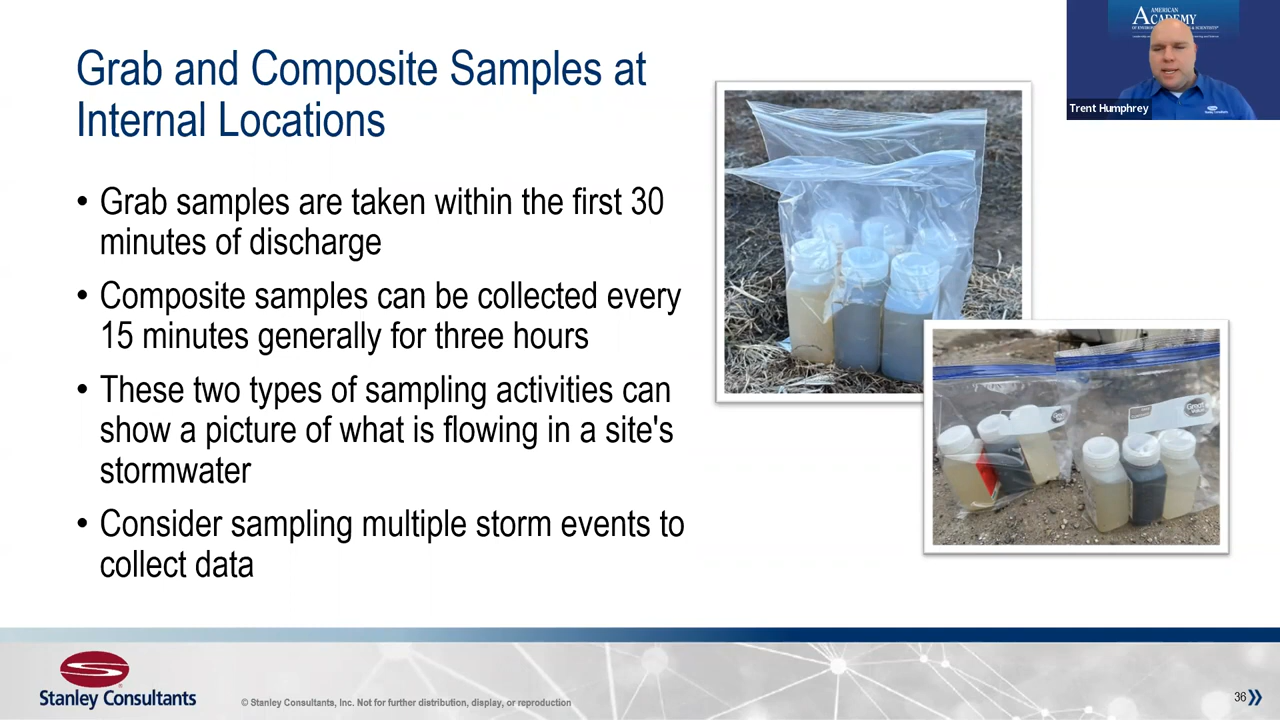 Grab and Composite Samples at
Internal Locations
• Grab samples are taken within the first 30
minutes of discharge
• Composite samples can be collected every
15 minutes generally for three hours
• These two types of sampling activities can
show a picture of what is flowing in a site's
stormwater
• Consider sampling multiple storm events to
collect data
AMERICAN
ACADEMY
Trent Humphrey
Stanley Consultants
Stanley Consultants
© Stanley Consultants, Inc. Not for further distribution, display, or reproduction
36